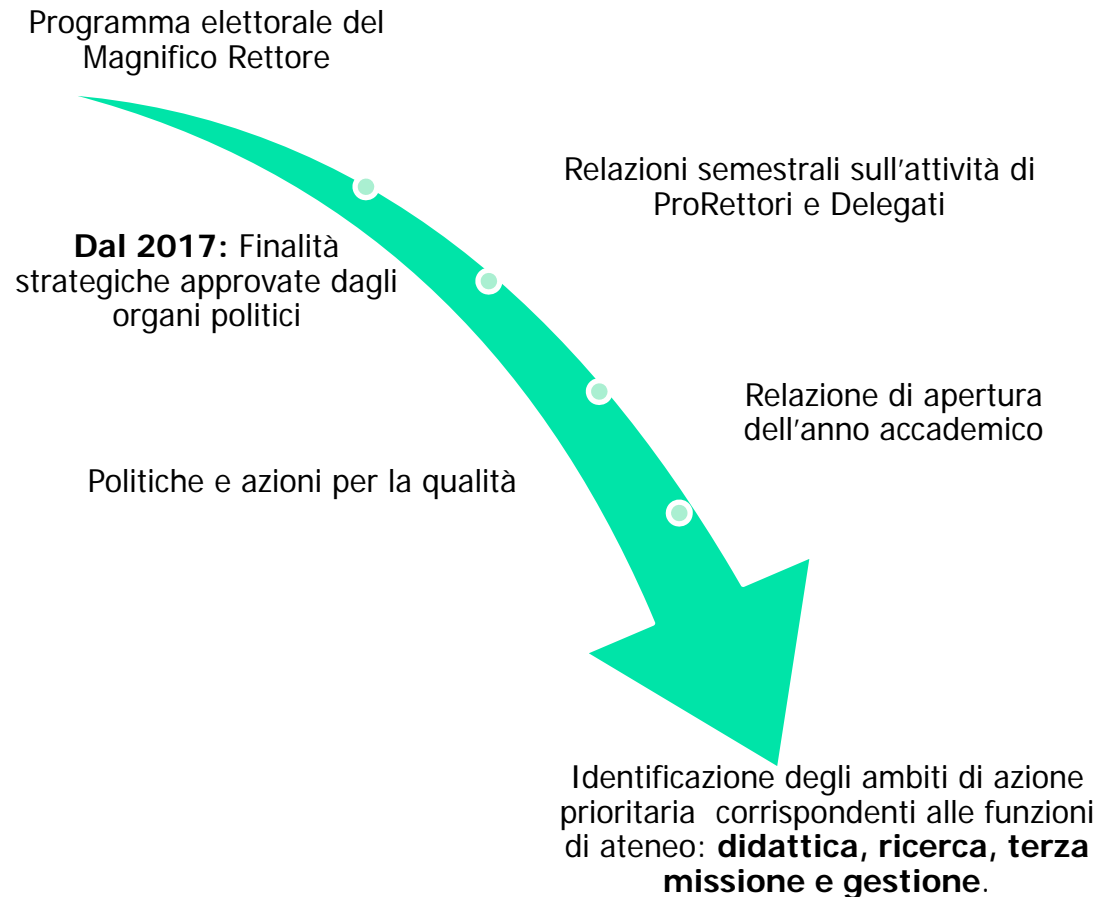 Programma elettorale del
Magnifico Rettore
Relazioni semestrali sull'attività di
ProRettori e Delegati
Dal 2017: Finalità
strategiche approvate dagli
organi politici
Relazione di apertura
dell'anno accademico
Politiche e azioni per la qualità
Identificazione degli ambiti di azione
prioritaria corrispondenti alle funzioni
di ateneo: didattica, ricerca, terza
missione e gestione.